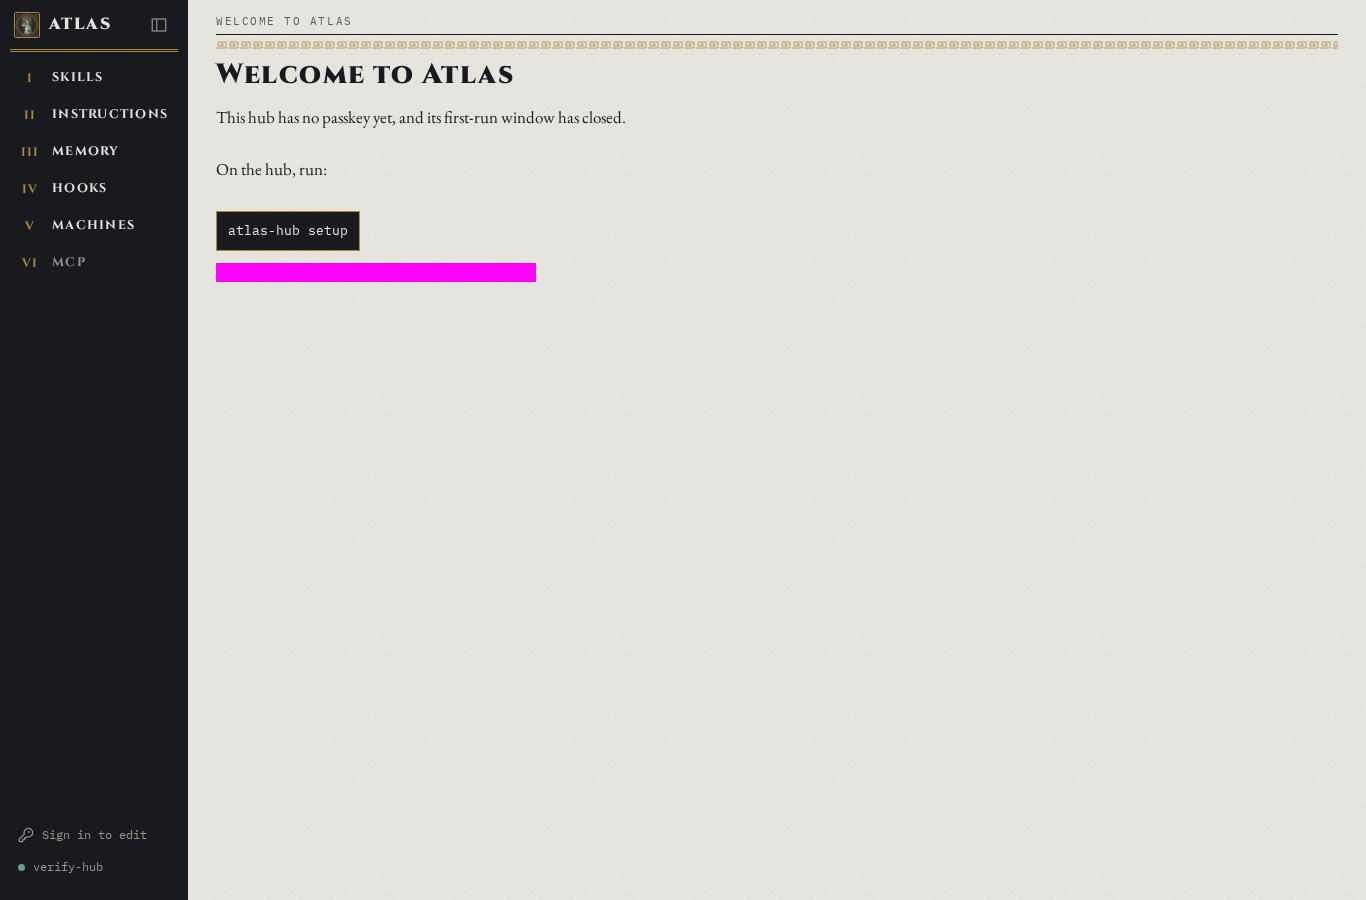 ATLAS
I SKILLS
II INSTRUCTIONS
III MEMORY
IV HOOKS
V MACHINES
VI MCP
Sign in to edit
verify-hub
WELCOME TO ATLAS
Welcome to Atlas
This hub has no passkey yet, and its first-run window has closed.
On the hub, run:
atlas-hub setup